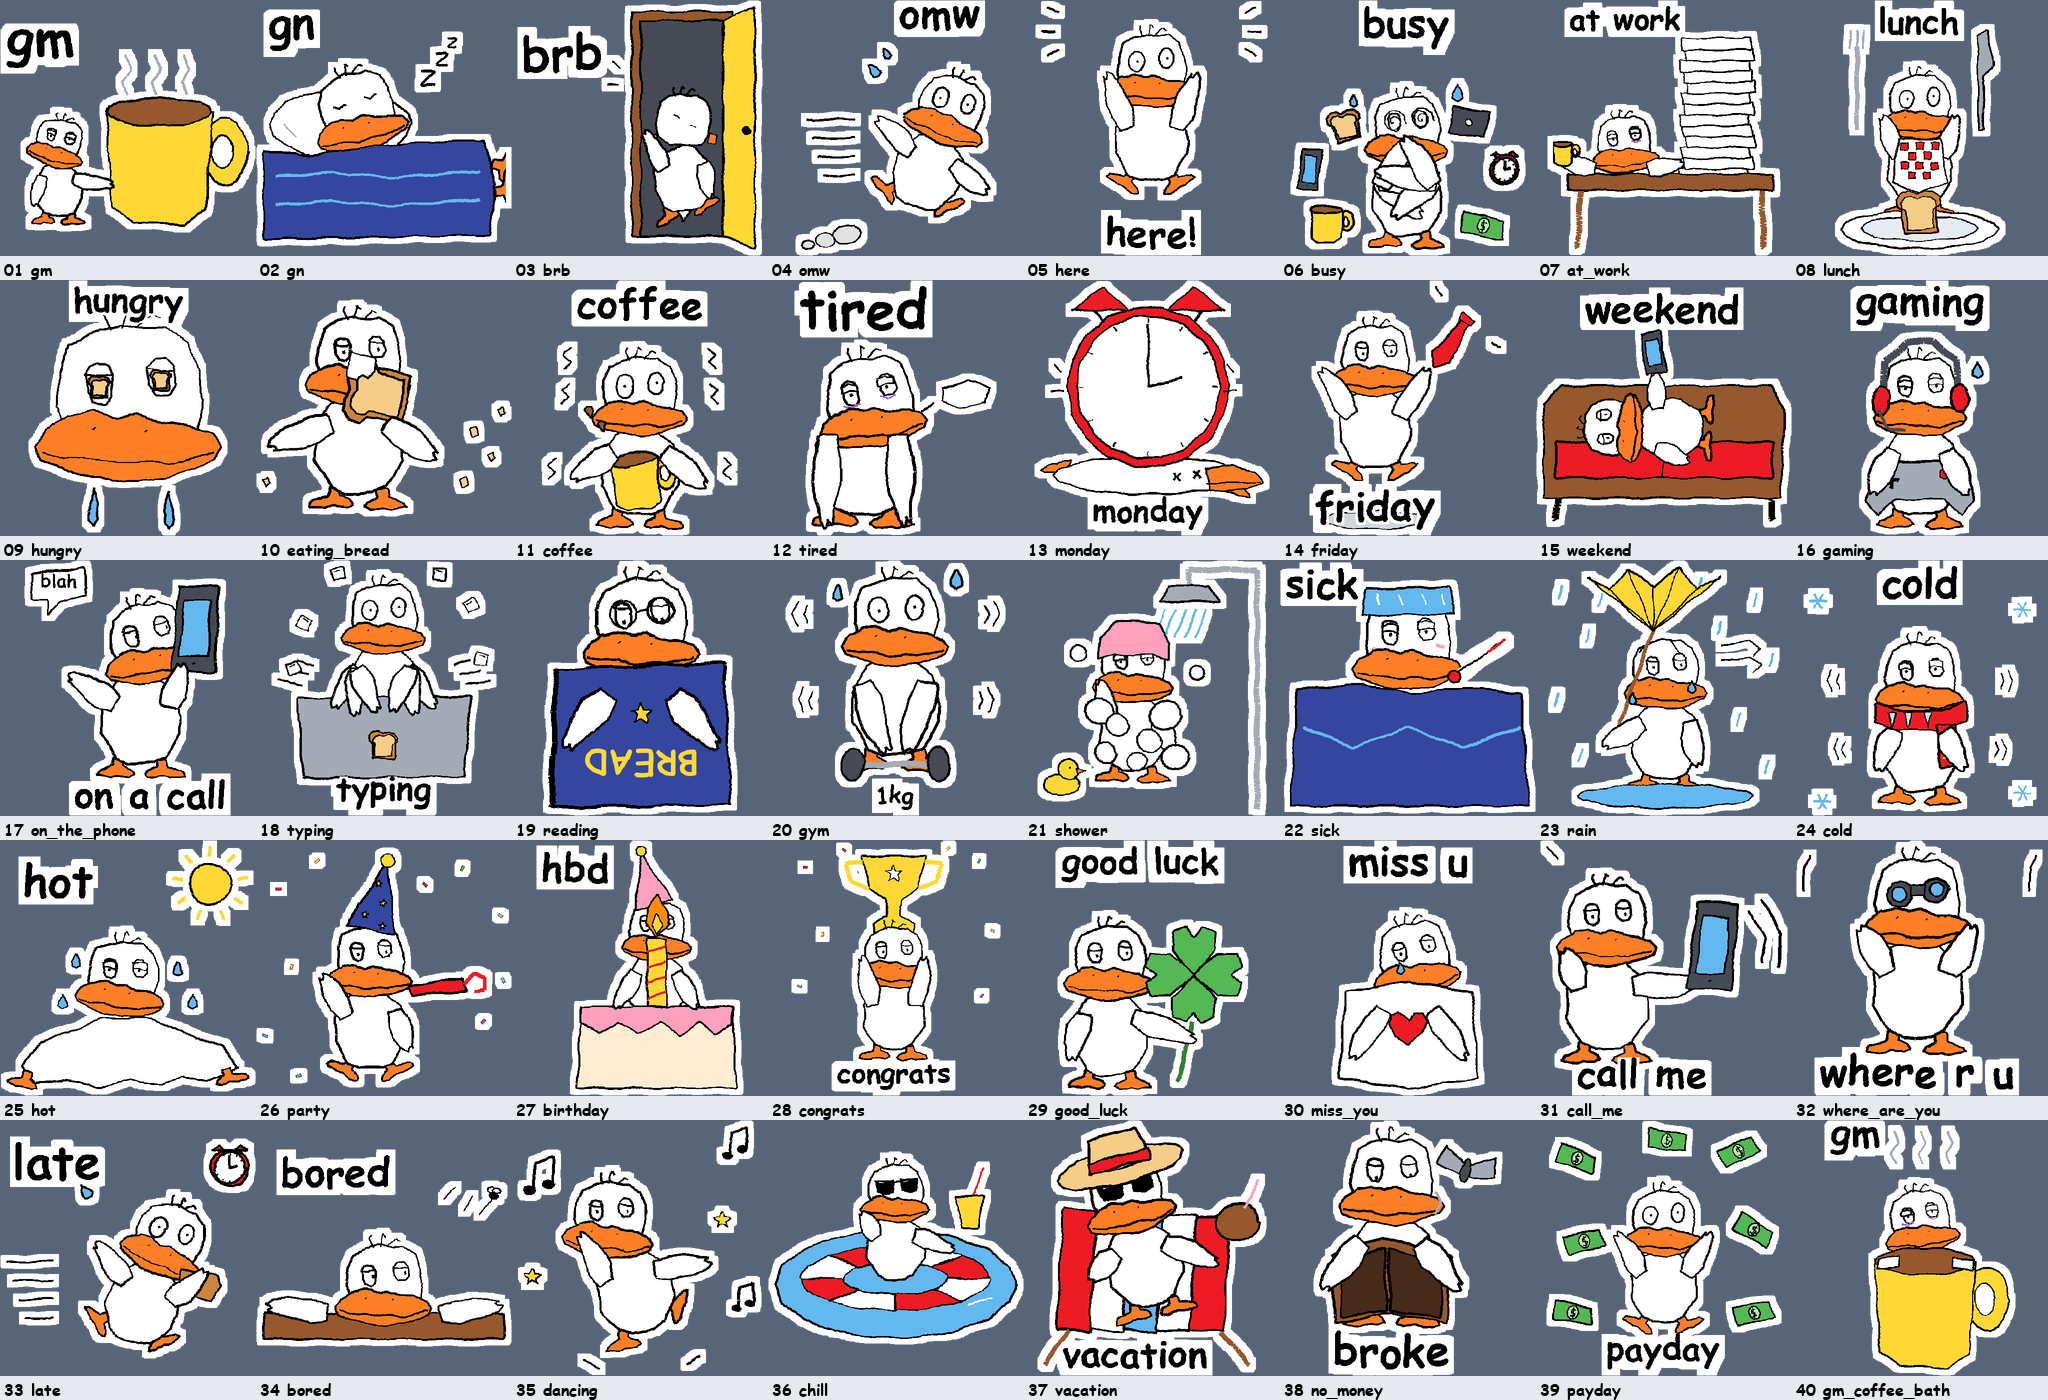 gm
gn
z
z
z
brb
omw
here!
busy
at work
lunch
01 gm
02 gn
03 brb
04 omw
05 here
06 busy
07 at_work
08 lunch
hungry
coffee
tired
monday
friday
weekend
gaming
09 hungry
10 eating_bread
11 coffee
12 tired
13 monday
14 friday
15 weekend
16 gaming
blah
on a call
typing
BREAD
1kg
sick
cold
17 on_the_phone
18 typing
19 reading
20 gym
21 shower
22 sick
23 rain
24 cold
hot
hbd
congrats
good luck
miss u
call me
where r u
25 hot
26 party
27 birthday
28 congrats
29 good_luck
30 miss_you
31 call_me
32 where_are_you
late
bored
vacation
broke
payday
gm
33 late
34 bored
35 dancing
36 chill
37 vacation
38 no_money
39 payday
40 gm_coffee_bath